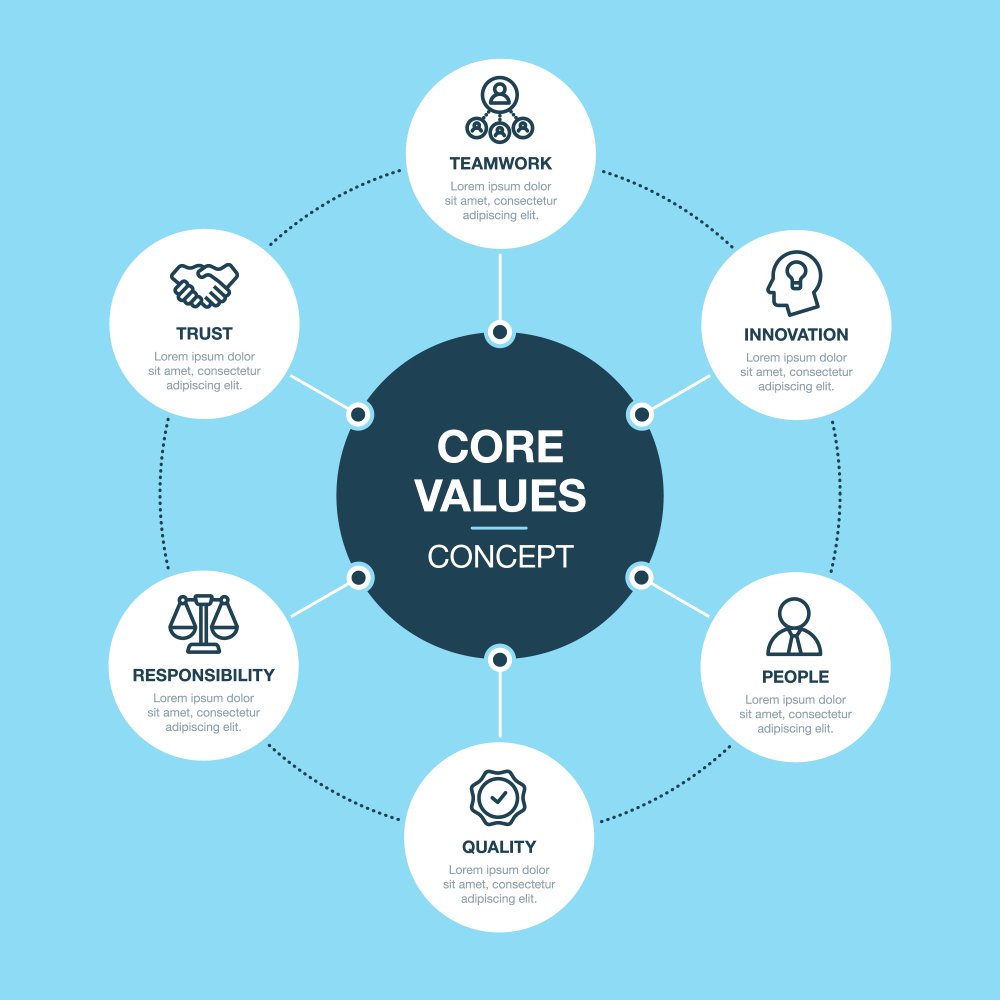 TEAMWORK
Lorem ipsum dolor
sit amet, consectetur
adipiscing elit.
TRUST
Lorem ipsum dolor
sit amet, consectetur
adipiscing elit.
INNOVATION
Lorem ipsum dolor
sit amet, consectetur
adipiscing elit.
CORE
VALUES
CONCEPT
RESPONSIBILITY
Lorem ipsum dolor
sit amet, consectetur
adipiscing elit.
PEOPLE
Lorem ipsum dolor
sit amet, consectetur
adipiscing elit.
QUALITY
Lorem ipsum dolor
sit amet, consectetur
adipiscing elit.